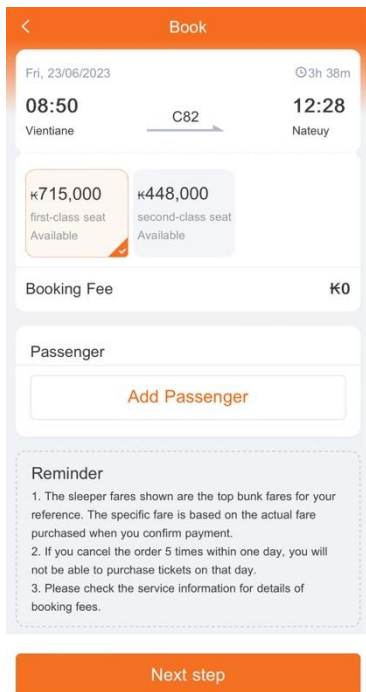 Book
Fri, 23/06/2023 3h 38m
08:50 C82 12:28
Vientiane Nateuy
₭715,000 ₭448,000
first-class seat second-class seat
Available Available
Booking Fee ₭0
Passenger
Add Passenger
Reminder
1. The sleeper fares shown are the top bunk fares for your
reference. The specific fare is based on the actual fare
purchased when you confirm payment.
2. If you cancel the order 5 times within one day, you will
not be able to purchase tickets on that day.
3. Please check the service information for details of
booking fees.
Next step